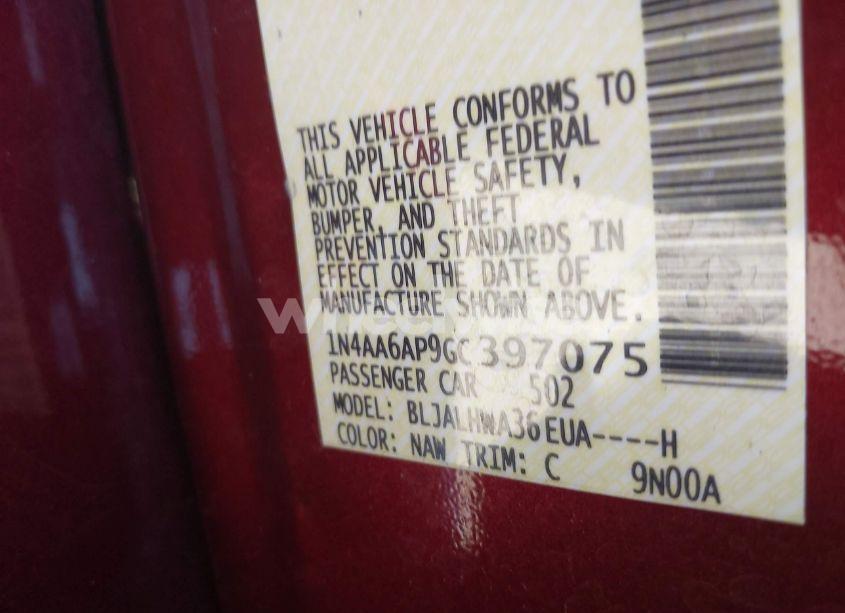 THIS VEHICLE CONFORMS TO
ALL APPLICABLE FEDERAL
MOTOR VEHICLE SAFETY,
BUMPER, AND THEFT
PREVENTION STANDARDS IN
EFFECT ON THE DATE OF
MANUFACTURE SHOWN ABOVE.
1N4AA6AP9GC397075
PASSENGER CAR 502
MODEL: BLJALHWA36EUA----H
COLOR: NAW TRIM: C 9N00A